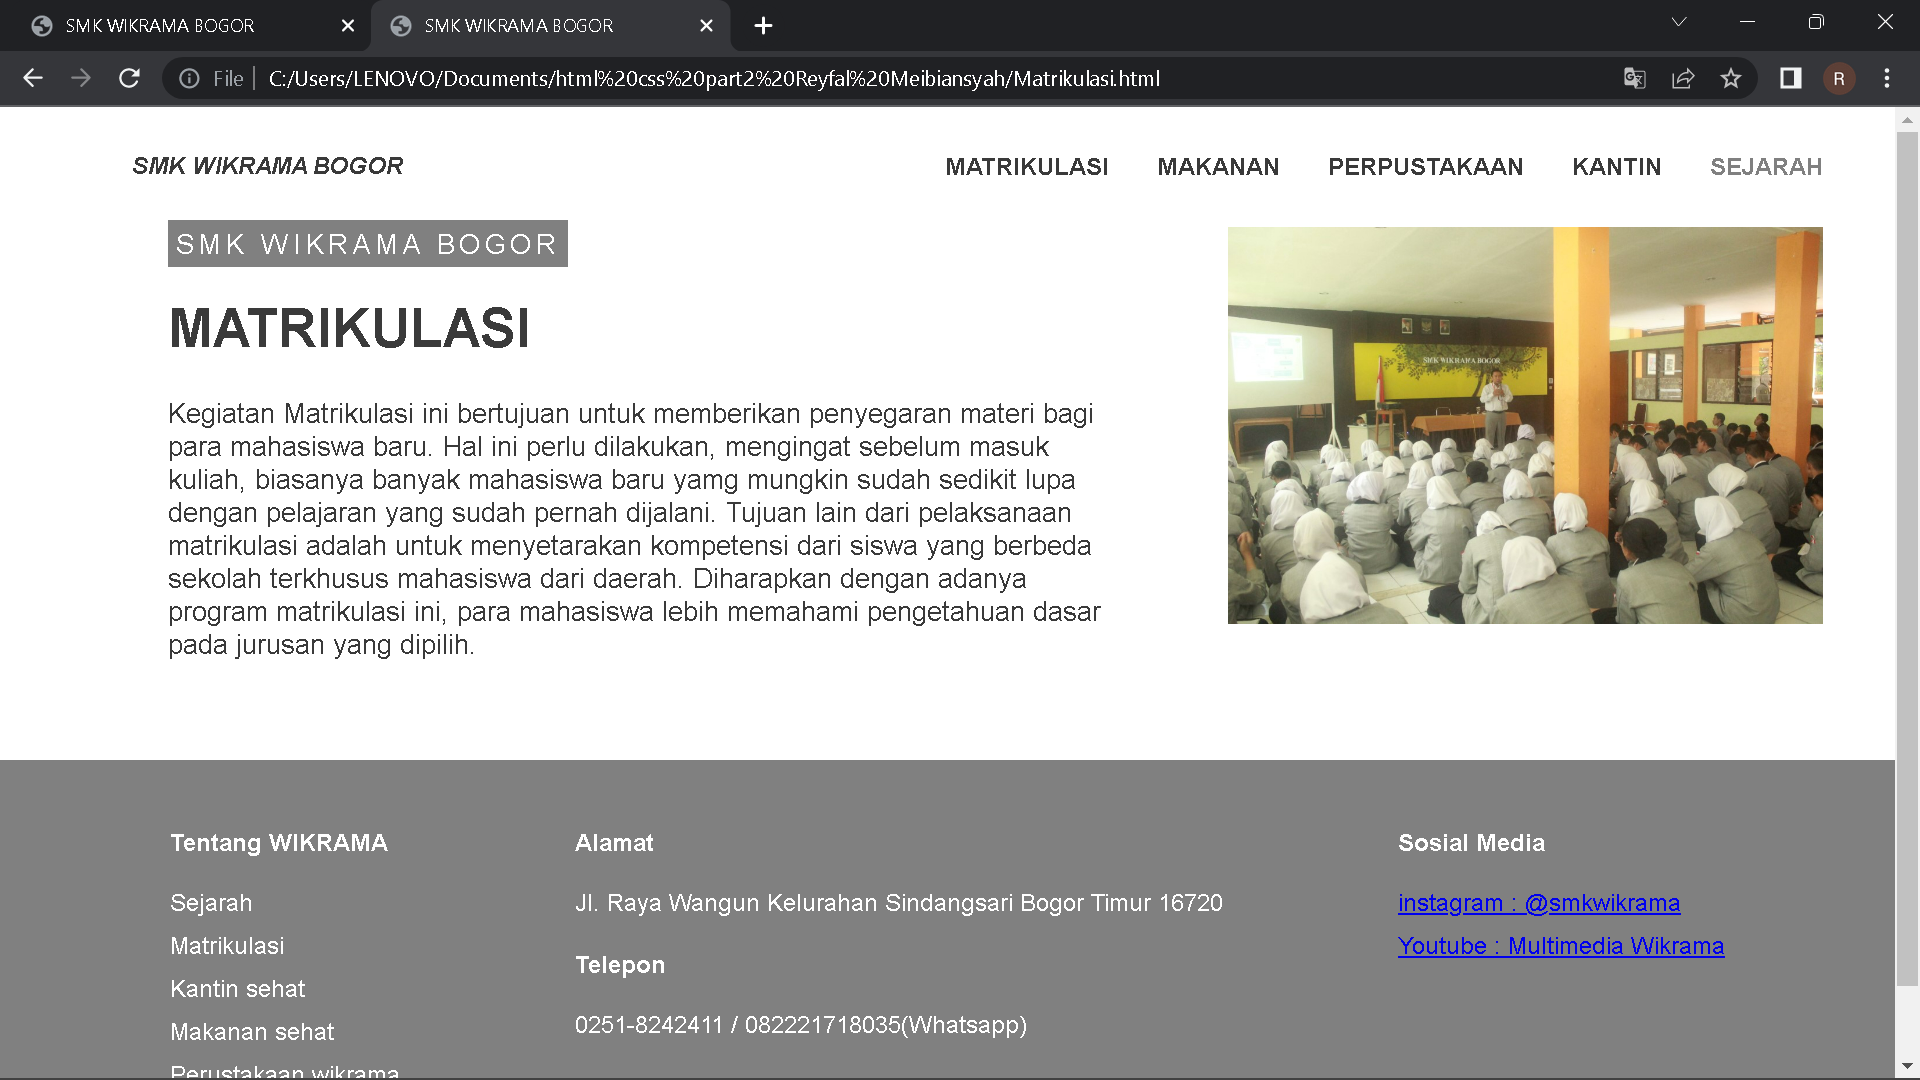 SMK WIKRAMA BOGOR
SMK WIKRAMA BOGOR
File
C:/Users/LENOVO/Documents/html%20css%20part2%20Reyfal%20Meibiansyah/Matrikulasi.html
R
SMK WIKRAMA BOGOR
MATRIKULASI MAKANAN PERPUSTAKAAN KANTIN SEJARAH
SMK WIKRAMA BOGOR
MATRIKULASI
Kegiatan Matrikulasi ini bertujuan untuk memberikan penyegaran materi bagi
para mahasiswa baru. Hal ini perlu dilakukan, mengingat sebelum masuk
kuliah, biasanya banyak mahasiswa baru yamg mungkin sudah sedikit lupa
dengan pelajaran yang sudah pernah dijalani. Tujuan lain dari pelaksanaan
matrikulasi adalah untuk menyetarakan kompetensi dari siswa yang berbeda
sekolah terkhusus mahasiswa dari daerah. Diharapkan dengan adanya
program matrikulasi ini, para mahasiswa lebih memahami pengetahuan dasar
pada jurusan yang dipilih.
SMK WIKRAMA BOGOR
Tentang WIKRAMA
Sejarah
Matrikulasi
Kantin sehat
Makanan sehat
Perustakaan wikrama
Alamat
Jl. Raya Wangun Kelurahan Sindangsari Bogor Timur 16720
Telepon
0251-8242411 / 082221718035(Whatsapp)
Sosial Media
instagram : @smkwikrama
Youtube : Multimedia Wikrama